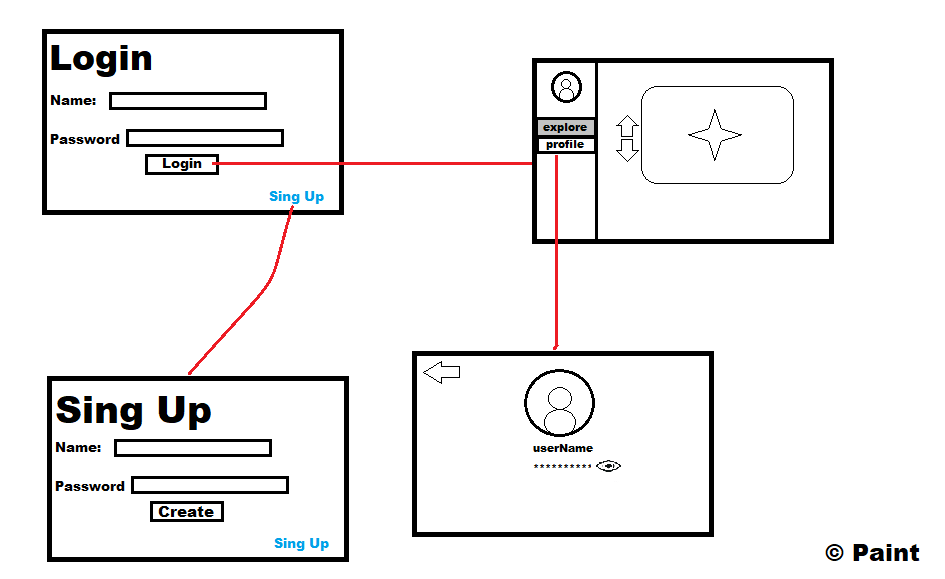 Login
Name:
Password
Login
Sing Up
explore
profile
Sing Up
Name:
Password
Create
Sing Up
userName
**********
© Paint